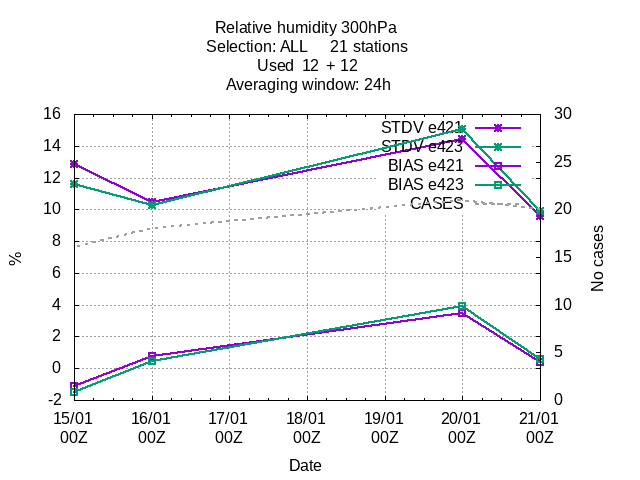 Relative humidity 300hPa
Selection: ALL 21 stations
Used 12 + 12
Averaging window: 24h
16
14
12
10
8
6
4
2
0
-2
%
STDV e421
STDV e423
BIAS e421
BIAS e423
CASES
30
25
20
15
10
5
0
No cases
15/01 16/01 17/01 18/01 19/01 20/01 21/01
00Z 00Z 00Z 00Z 00Z 00Z 00Z
Date